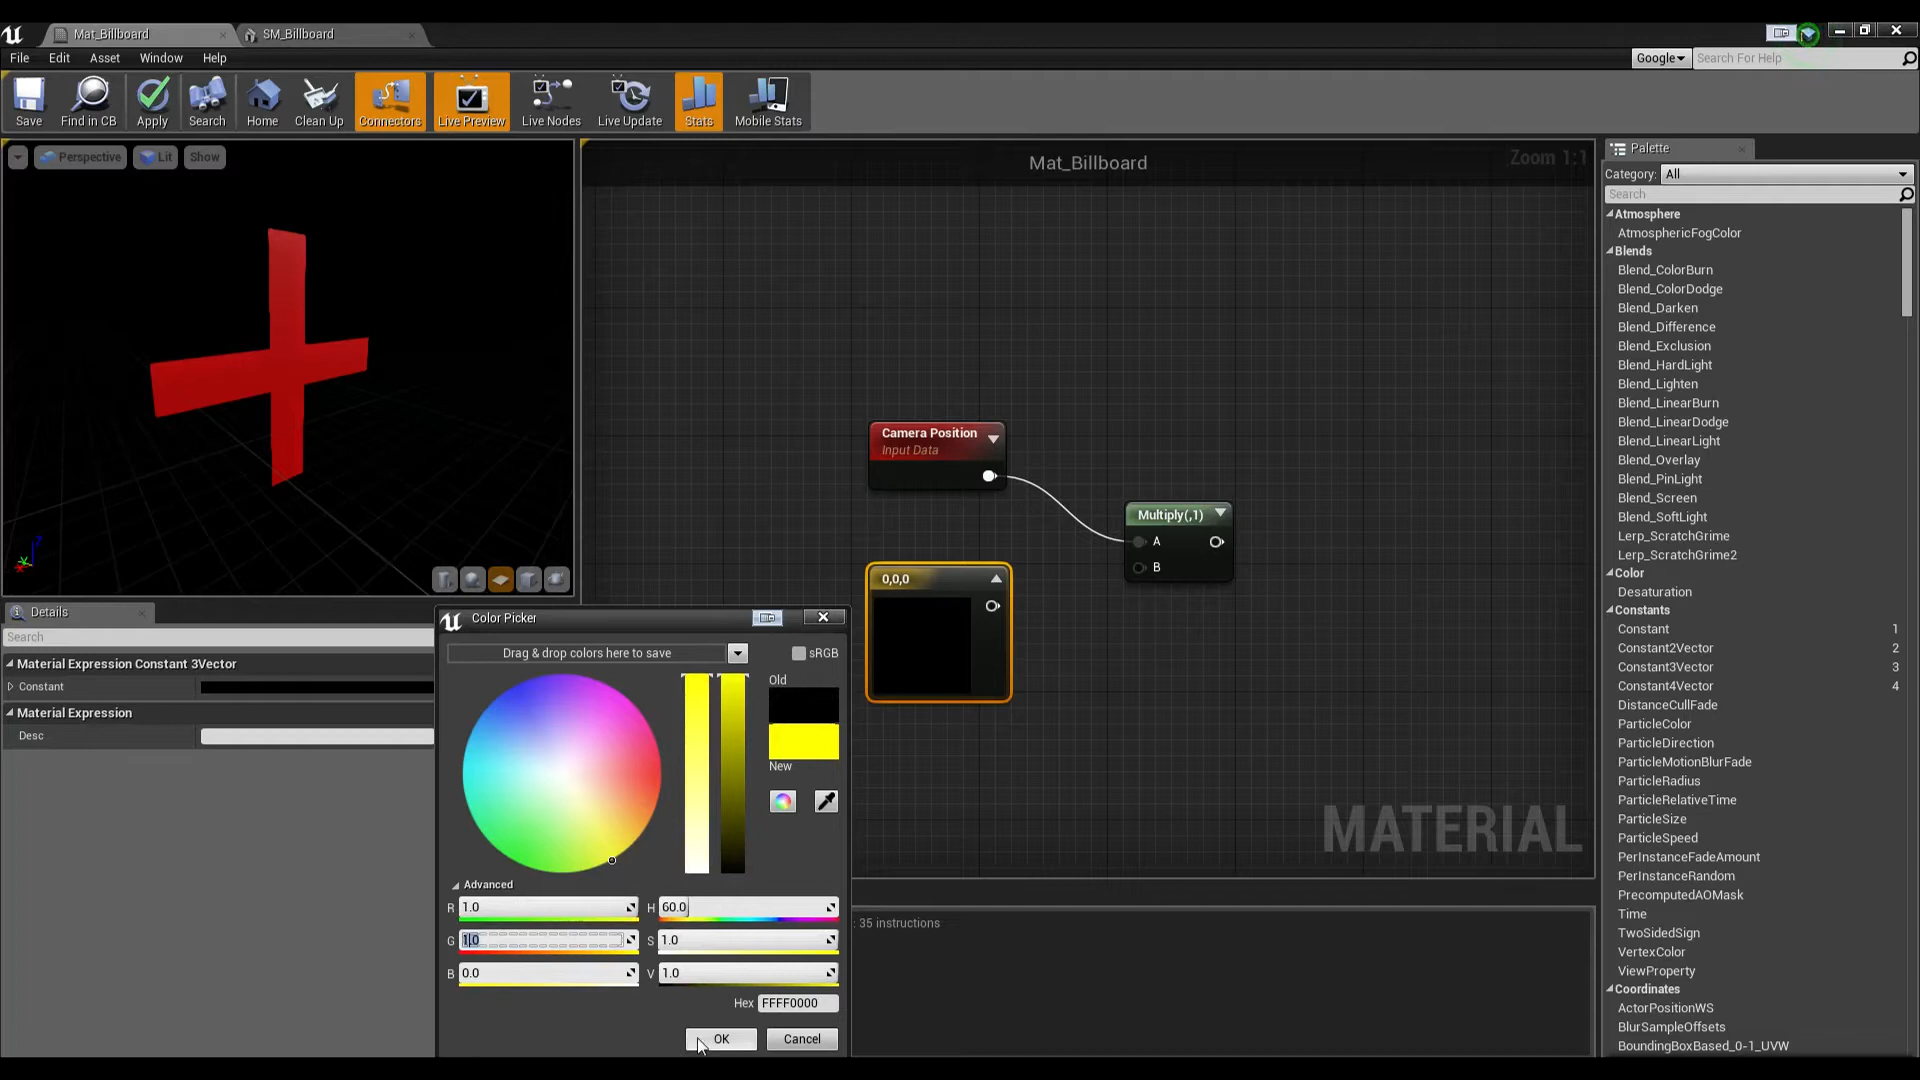 Mat_Billboard
SM_Billboard
File Edit Asset Window Help
Google
Search For Help
Save
Find in CB
Apply
Search
Home
Clean Up
Connectors
Live Preview
Live Nodes
Live Update
Stats
Mobile Stats
Perspective
Lit
Show
Mat_Billboard
Zoom 1:1
Camera Position
Input Data
Multiply(,1)
A
B
0,0,0
MATERIAL
: 35 instructions
Details
Search
Material Expression Constant 3Vector
Constant
Material Expression
Desc
Color Picker
Drag & drop colors here to save
sRGB
Old
New
Advanced
R 1.0 H 60.0
G 1.0 S 1.0
B 0.0 V 1.0
Hex FFFF0000
OK Cancel
Palette
Category: All
Search
Atmosphere
AtmosphericFogColor
Blends
Blend_ColorBurn
Blend_ColorDodge
Blend_Darken
Blend_Difference
Blend_Exclusion
Blend_HardLight
Blend_Lighten
Blend_LinearBurn
Blend_LinearDodge
Blend_LinearLight
Blend_Overlay
Blend_PinLight
Blend_Screen
Blend_SoftLight
Lerp_ScratchGrime
Lerp_ScratchGrime2
Color
Desaturation
Constants
Constant 1
Constant2Vector 2
Constant3Vector 3
Constant4Vector 4
DistanceCullFade
ParticleColor
ParticleDirection
ParticleMotionBlurFade
ParticleRadius
ParticleRelativeTime
ParticleSize
ParticleSpeed
PerInstanceFadeAmount
PerInstanceRandom
PrecomputedAOMask
Time
TwoSidedSign
VertexColor
ViewProperty
Coordinates
ActorPositionWS
BlurSampleOffsets
BoundingBoxBased_0-1_UVW